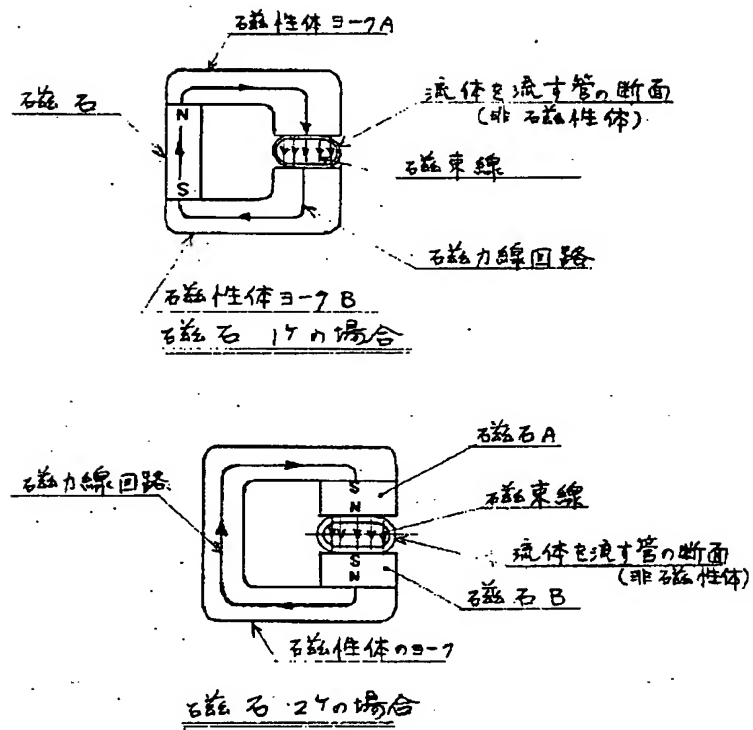 磁性体ヨークA
磁石
N
S
流体を流す管の断面
(非磁性体)
磁束線
磁力線回路
磁性体ヨークB
磁石 1ケの場合
磁石A
磁力線回路
S
N
磁束線
流体を流す管の断面
(非磁性体)
S
N
磁石B
磁性体のヨーク
磁石 2ケの場合